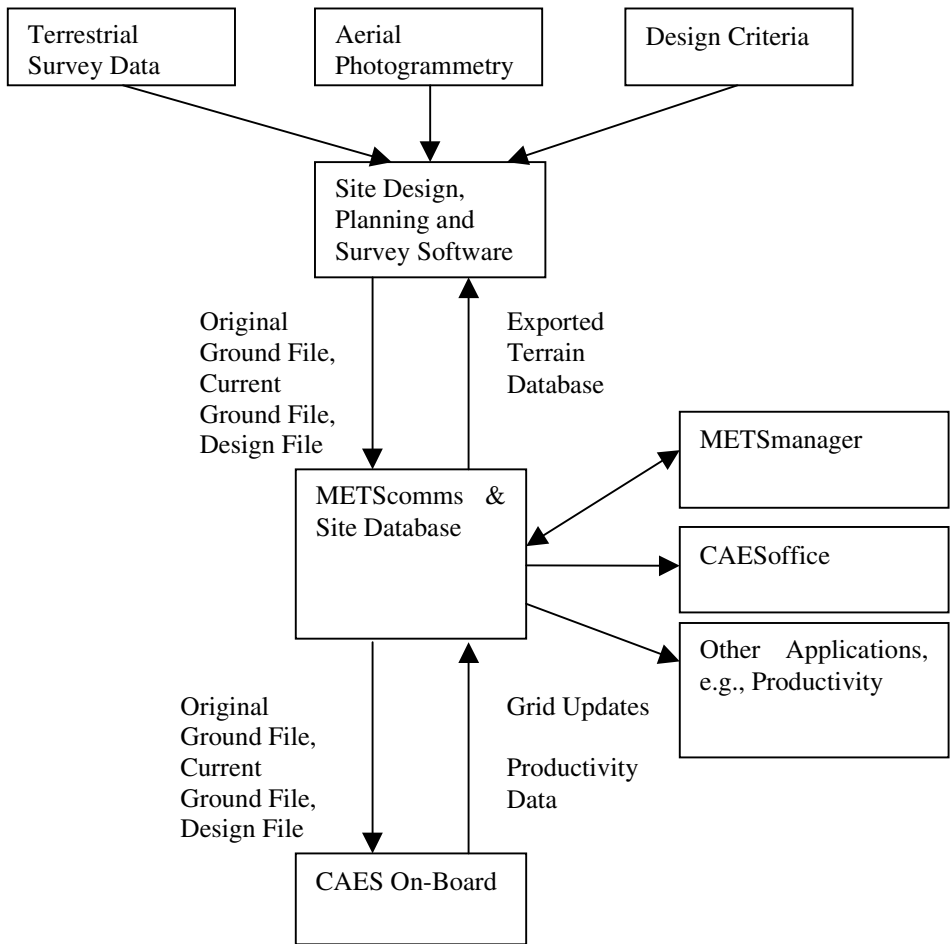 Terrestrial
Survey Data
Aerial
Photogrammetry
Design Criteria
Site Design,
Planning and
Survey Software
Original
Ground File,
Current
Ground File,
Design File
Exported
Terrain
Database
METScomms &
Site Database
METSmanager
CAESoffice
Other Applications,
e.g., Productivity
Original
Ground File,
Current
Ground File,
Design File
Grid Updates
Productivity
Data
CAES On-Board